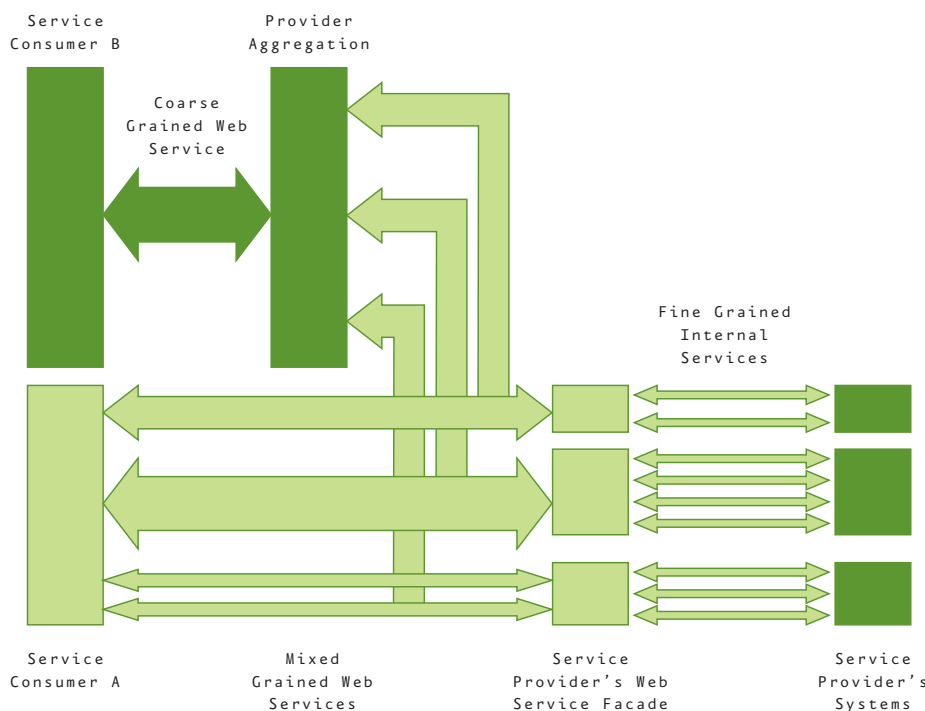 Service
Consumer B
Provider
Aggregation
Coarse
Grained Web
Service
Fine Grained
Internal
Services
Service
Consumer A
Mixed
Grained Web
Services
Service
Provider's Web
Service Facade
Service
Provider's
Systems